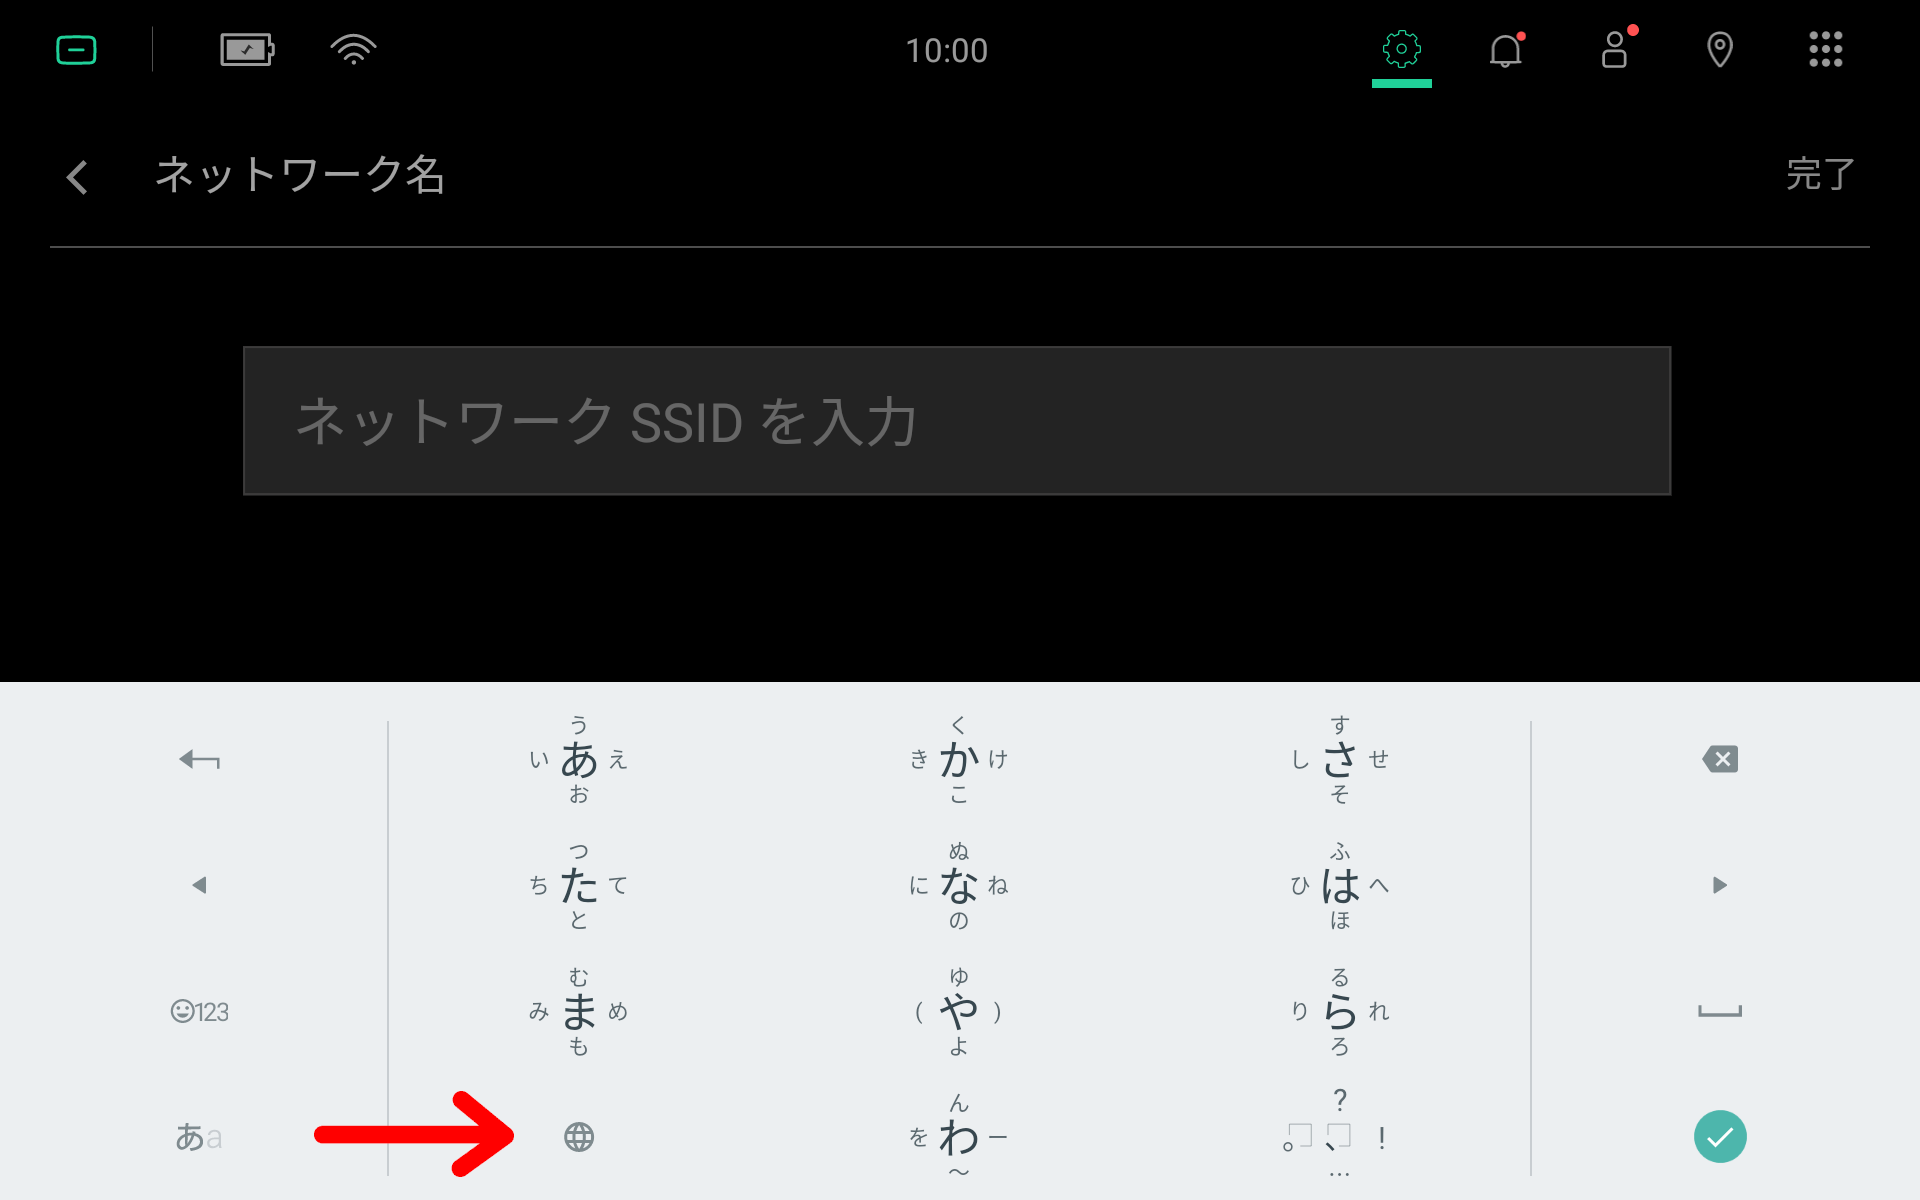 10:00
ネットワーク名
完了
ネットワーク SSID を入力
う
い あ え
お
く
き か け
こ
す
し さ せ
そ
つ
ち た て
と
ぬ
に な ね
の
ふ
ひ は へ
ほ
123
む
み ま め
も
ゆ
( や )
よ
る
り ら れ
ろ
あa
ん
を わ ー
〜
?
。 、 !
…